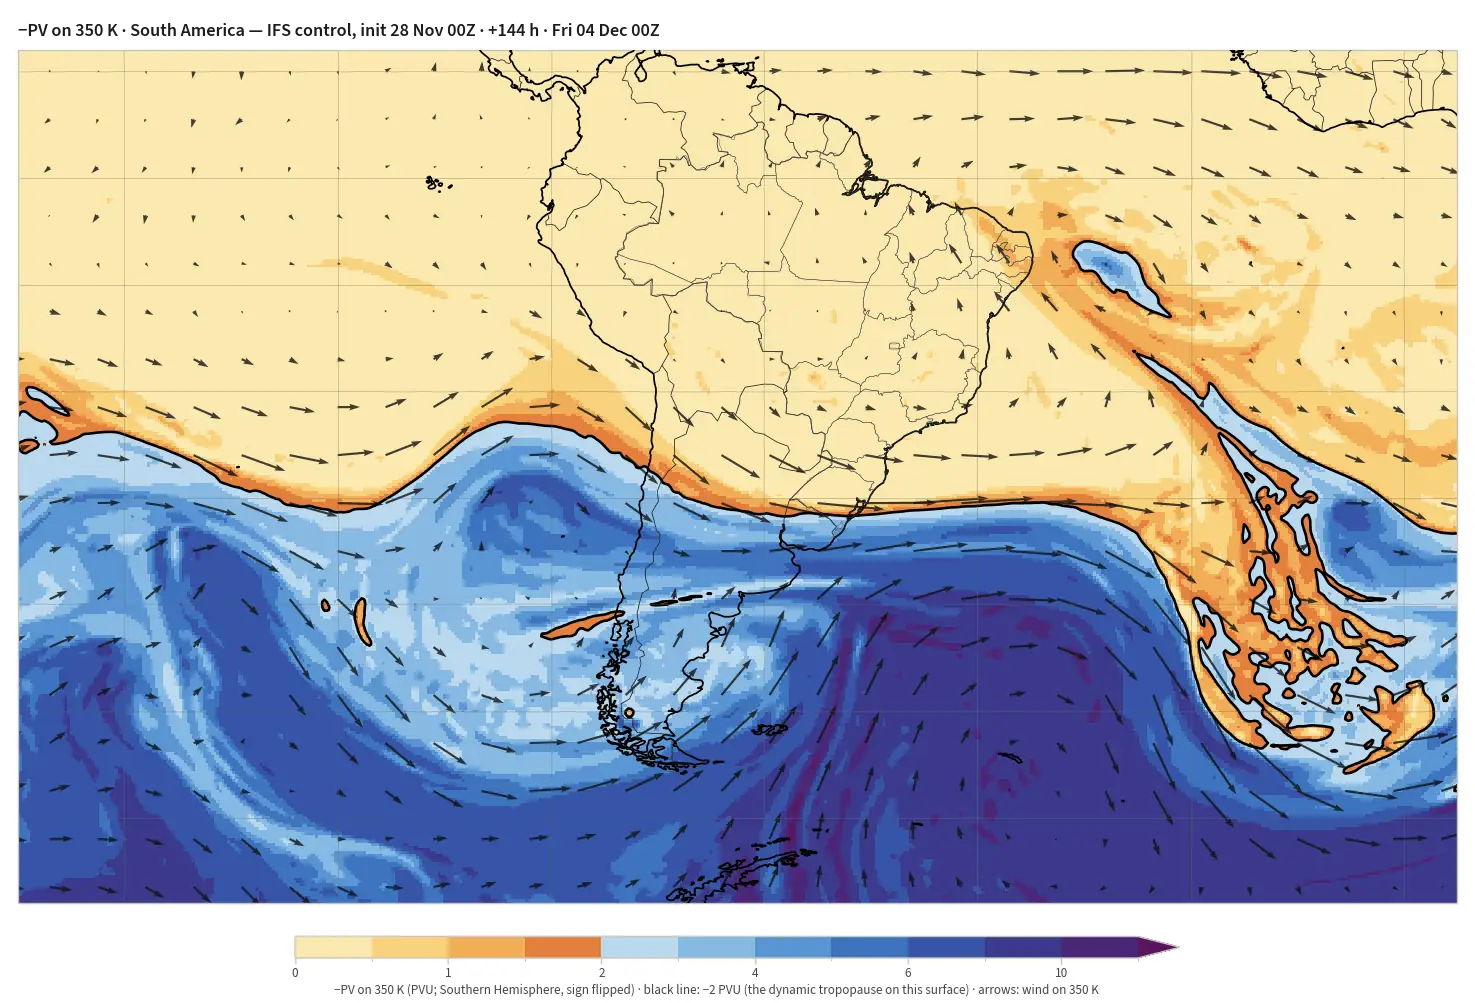 −PV on 350 K · South America — IFS control, init 28 Nov 00Z · +144 h · Fri 04 Dec 00Z
0 1 2 4 6 10
−PV on 350 K (PVU; Southern Hemisphere, sign flipped) · black line: −2 PVU (the dynamic tropopause on this surface) · arrows: wind on 350 K